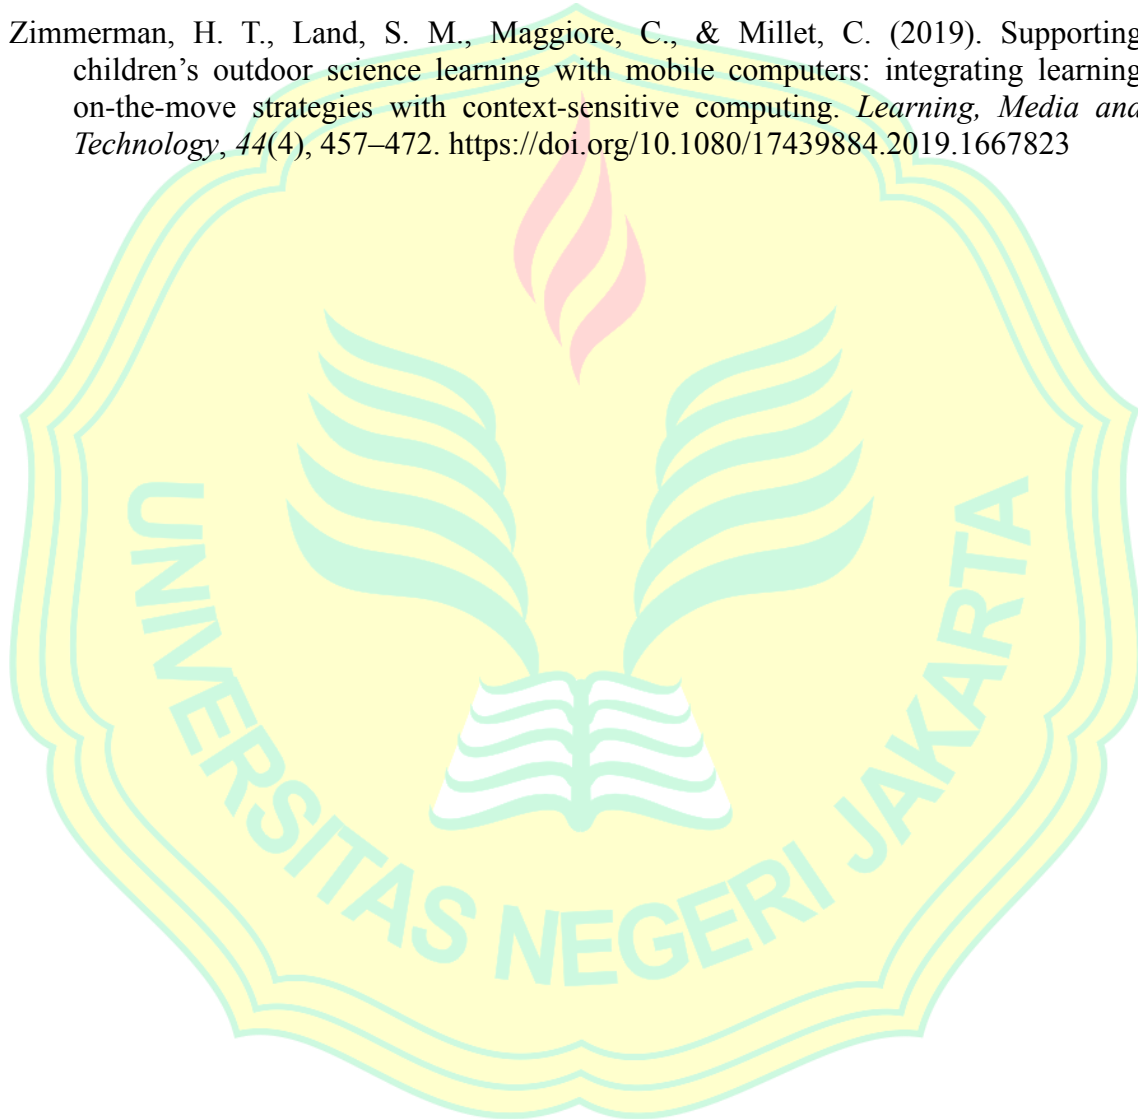 Zimmerman, H. T., Land, S. M., Maggiore, C., & Millet, C. (2019). Supporting
children’s outdoor science learning with mobile computers: integrating learning
on-the-move strategies with context-sensitive computing. Learning, Media and
Technology, 44(4), 457–472. https://doi.org/10.1080/17439884.2019.1667823
UNIVERSITAS NEGERI JAKARTA